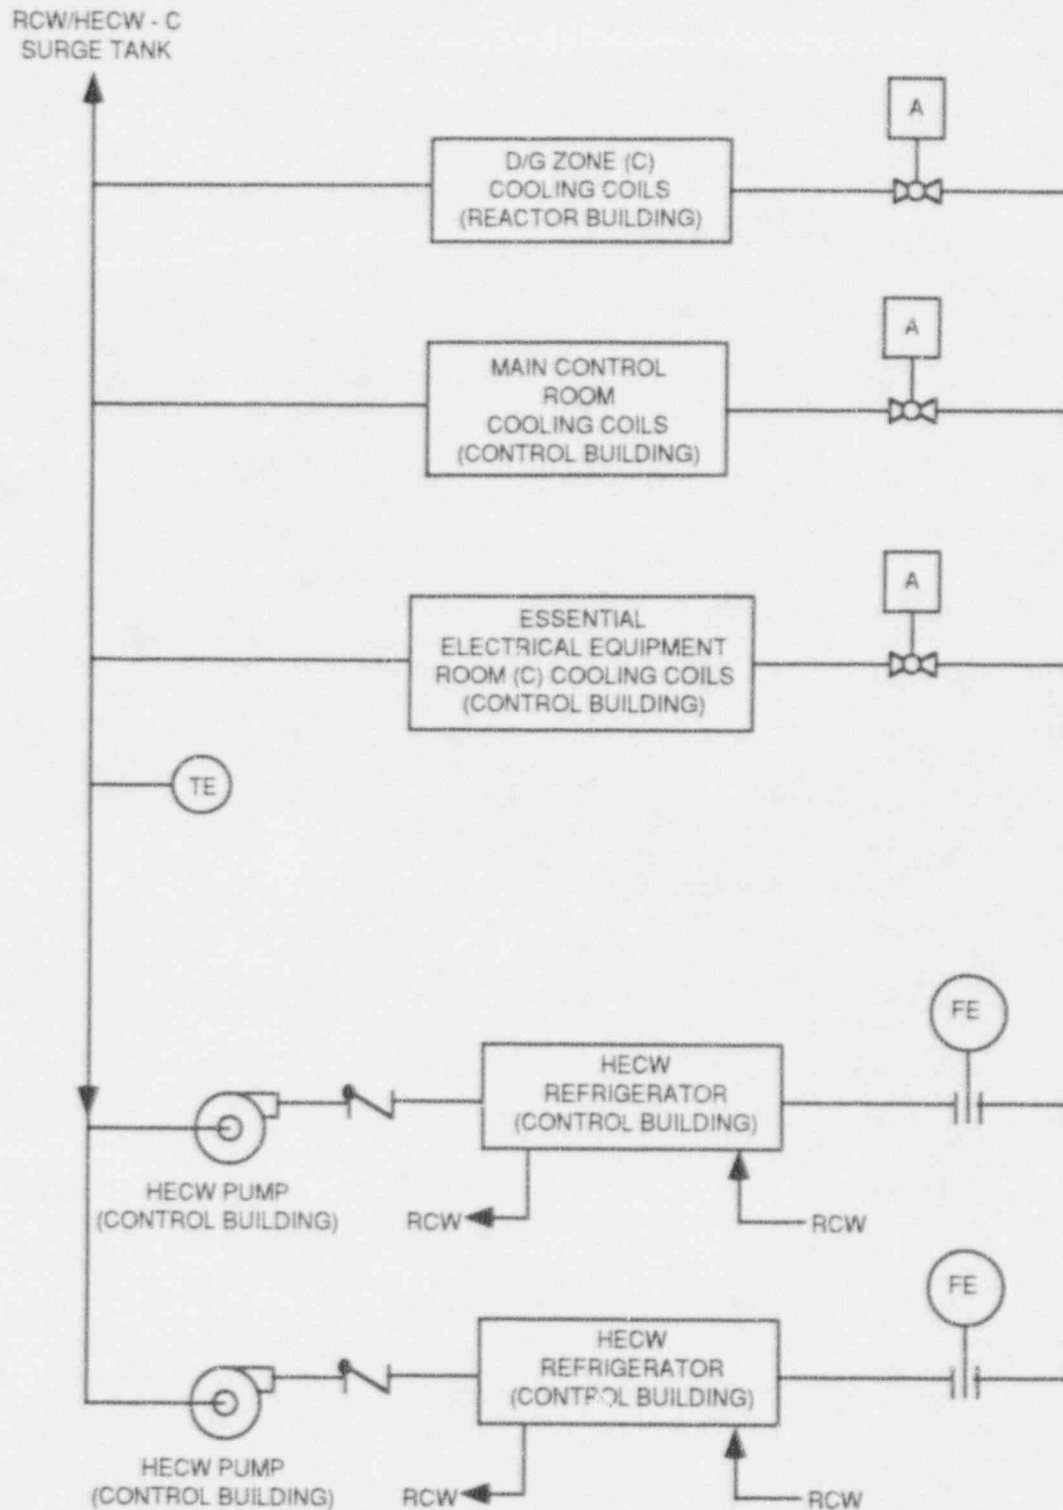 RCW/HECW - C
SURGE TANK
A
D/G ZONE (C)
COOLING COILS
(REACTOR BUILDING)
A
MAIN CONTROL
ROOM
COOLING COILS
(CONTROL BUILDING)
A
ESSENTIAL
ELECTRICAL EQUIPMENT
ROOM (C) COOLING COILS
(CONTROL BUILDING)
TE
FE
HECW
REFRIGERATOR
(CONTROL BUILDING)
HECW PUMP
(CONTROL BUILDING)
RCW
RCW
FE
HECW
REFRIGERATOR
(CONTROL BUILDING)
HECW PUMP
(CONTROL BUILDING)
RCW
RCW